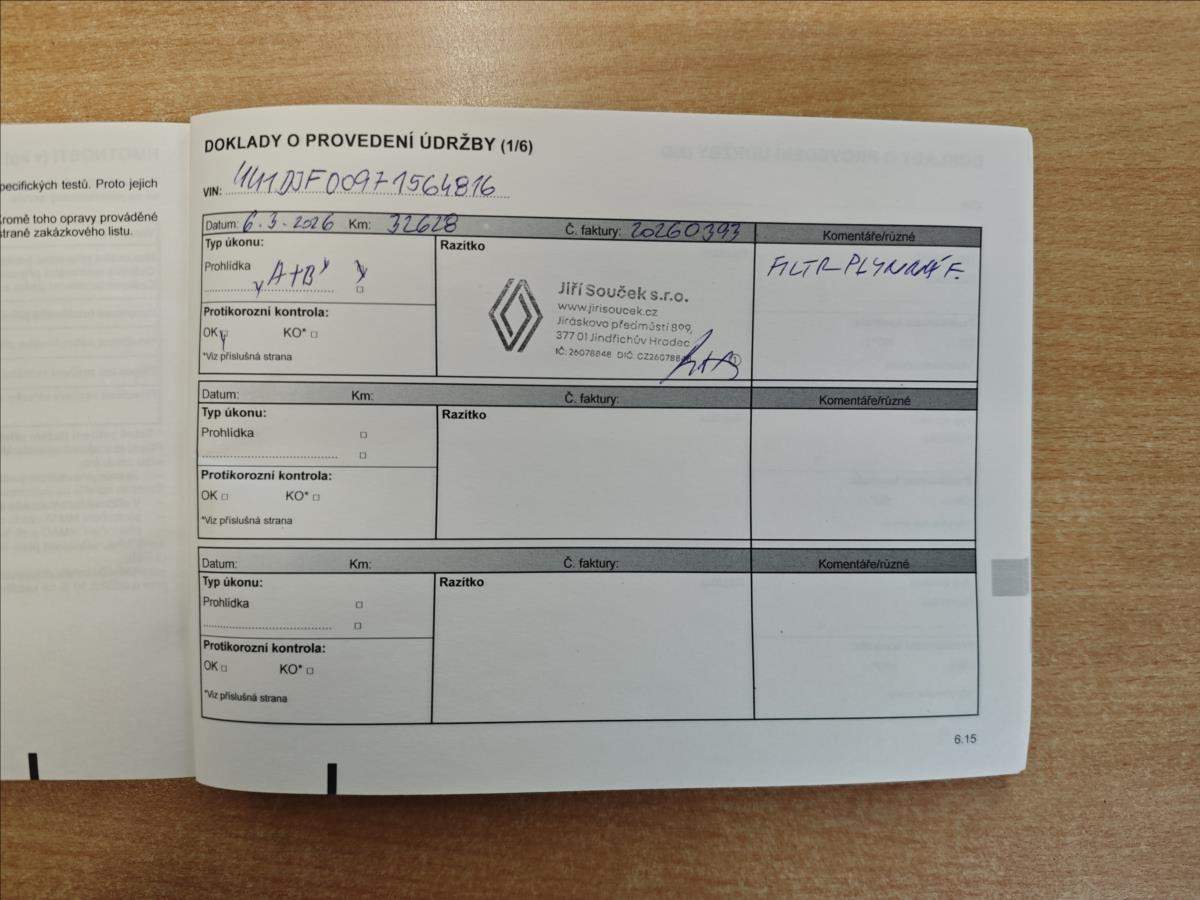 DOKLADY O PROVEDENÍ ÚDRŽBY (1/6)
pecifických testů. Proto jejich
Kromě toho opravy prováděné
straně zakázkového listu.
VIN:
Datum: 6.3.2026 Km: 32628 Č. faktury: 20260393 Komentáře/různé
Typ úkonu: Razítko
Prohlídka A+B
FILTR
Protikorozní kontrola:
OK KO*
*Viz příslušná strana
Jiří Souček s.r.o.
www.jirisoucek.cz
Jiráskovo předměstí 899,
377 01 Jindřichův Hradec
IČ: 26078848 DIČ: CZ26078848
Datum: Km: Č. faktury: Komentáře/různé
Typ úkonu: Razítko
Prohlídka
Protikorozní kontrola:
OK KO*
*Viz příslušná strana
Datum: Km: Č. faktury: Komentáře/různé
Typ úkonu: Razítko
Prohlídka
Protikorozní kontrola:
OK KO*
*Viz příslušná strana
6.15